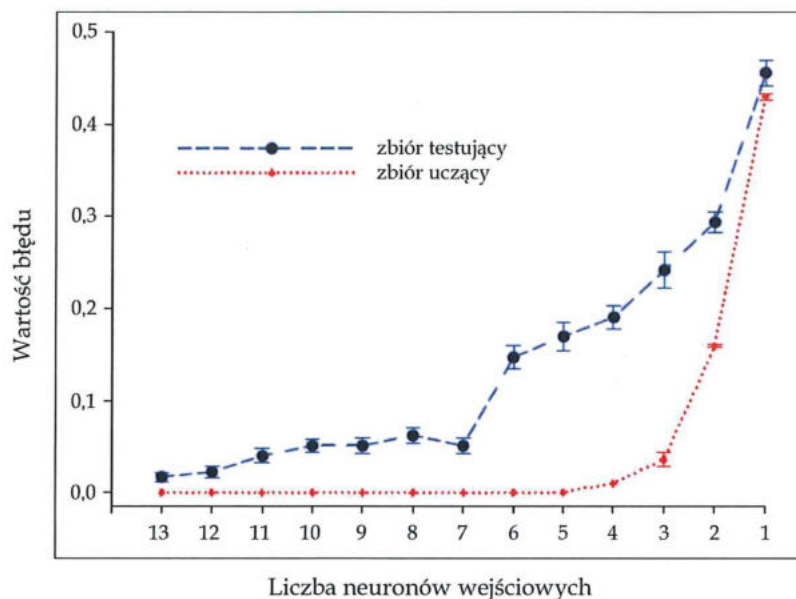 0,5
0,4
0,3
0,2
0,1
0,0
Wartość błędu
zbiór testujący
zbiór uczący
13 12 11 10 9 8 7 6 5 4 3 2 1
Liczba neuronów wejściowych